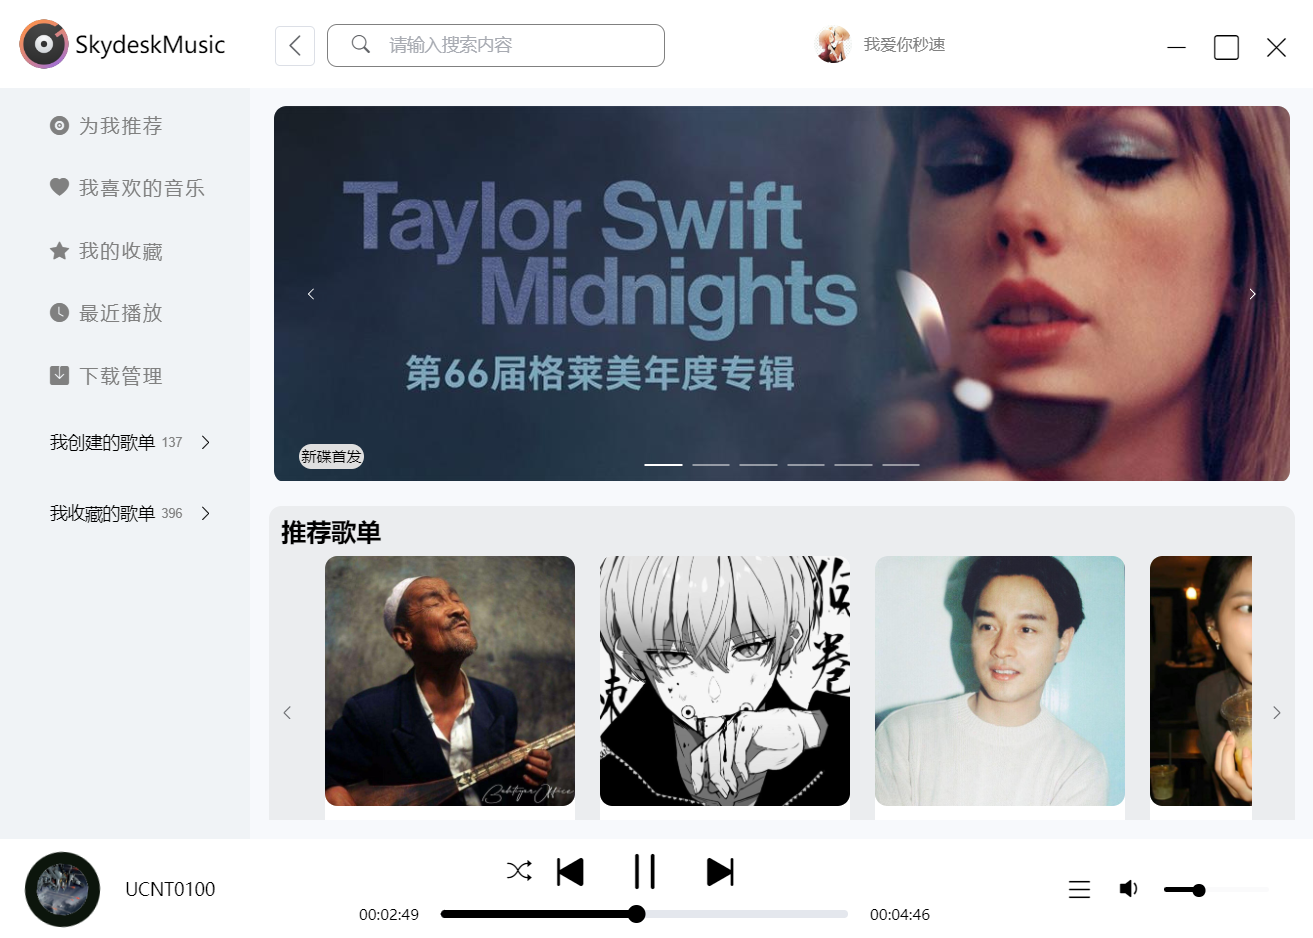 SkydeskMusic
请输入搜索内容
我爱你秒速
为我推荐
我喜欢的音乐
我的收藏
最近播放
下载管理
我创建的歌单 137
我收藏的歌单 396
Taylor Swift
Midnights
第66届格莱美年度专辑
新碟首发
推荐歌单
UCNT0100
00:02:49
00:04:46